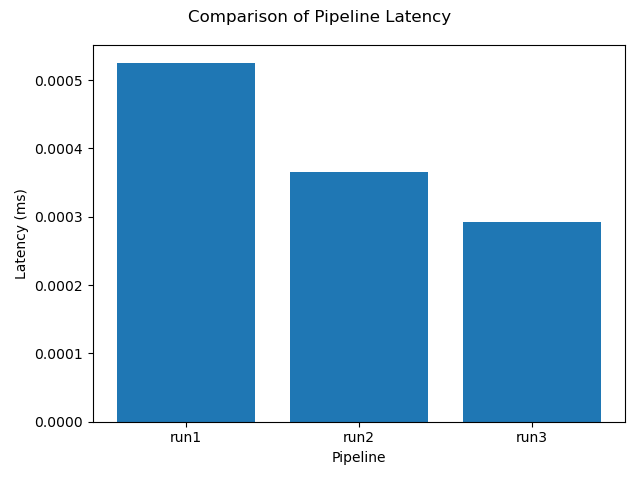 Comparison of Pipeline Latency
Latency (ms)
0.0005
0.0004
0.0003
0.0002
0.0001
0.0000
run1 run2 run3
Pipeline